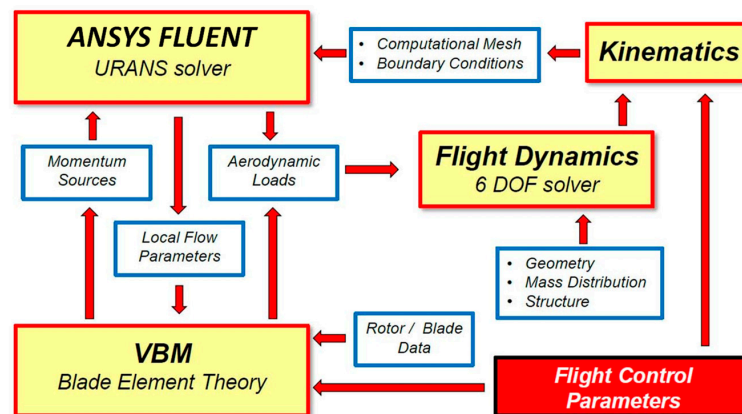 ANSYS FLUENT
URANS solver
• Computational Mesh
• Boundary Conditions
Kinematics
Momentum
Sources
Aerodynamic
Loads
Flight Dynamics
6 DOF solver
Local Flow
Parameters
• Geometry
• Mass Distribution
• Structure
VBM
Blade Element Theory
Rotor / Blade
Data
Flight Control
Parameters